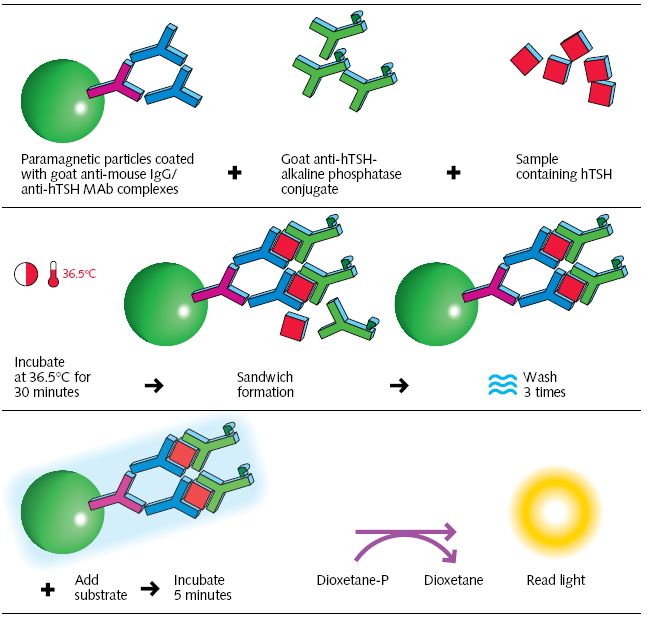 Paramagnetic particles coated
with goat anti-mouse IgG/
anti-hTSH MAb complexes
+
Goat anti-hTSH-
alkaline phosphatase
conjugate
+
Sample
containing hTSH
36.5°C
Incubate
at 36.5°C for
30 minutes
→
Sandwich
formation
→
Wash
3 times
+
Add
substrate
→
Incubate
5 minutes
Dioxetane-P
Dioxetane
Read light